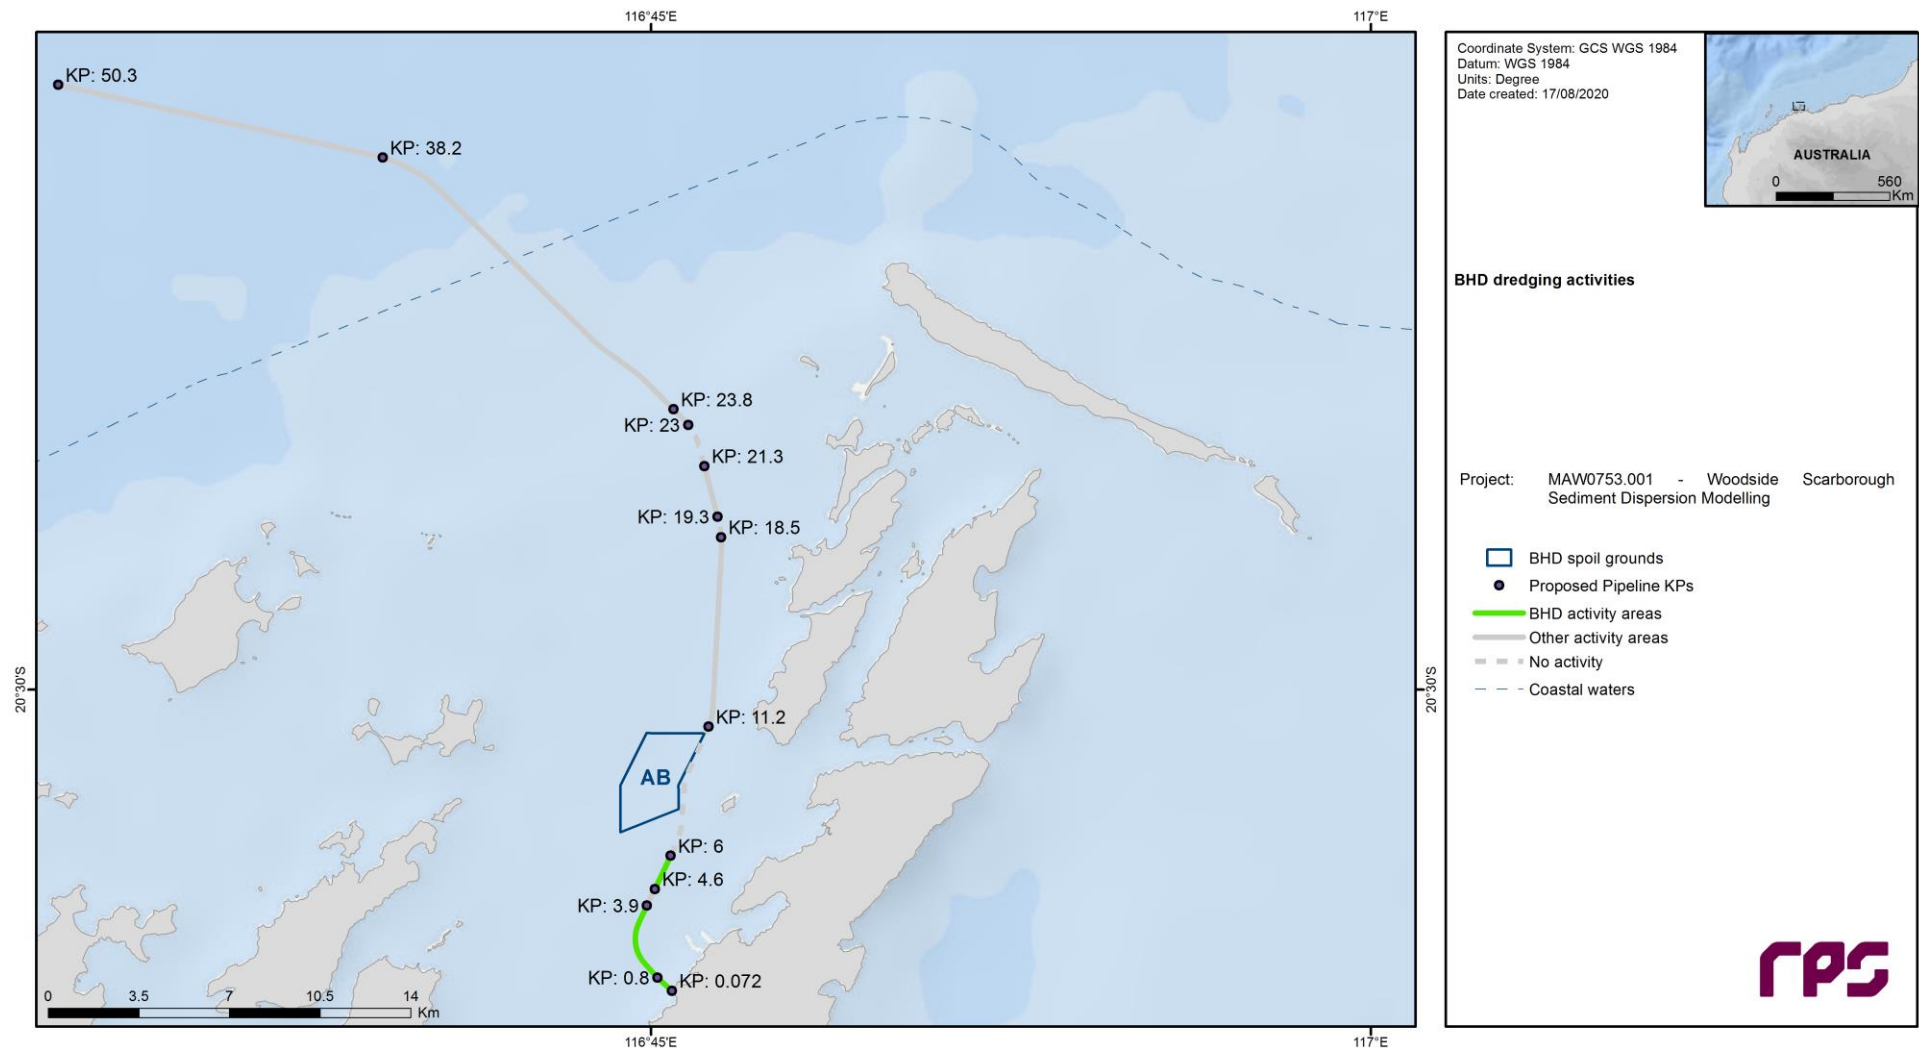 116°45'E
117°E
KP: 50.3
KP: 38.2
KP: 23.8
KP: 23
KP: 21.3
KP: 19.3
KP: 18.5
20°30'S
20°30'S
KP: 11.2
AB
KP: 6
KP: 4.6
KP: 3.9
KP: 0.8
KP: 0.072
0 3.5 7 10.5 14
Km
116°45'E
117°E
Coordinate System: GCS WGS 1984
Datum: WGS 1984
Units: Degree
Date created: 17/08/2020
AUSTRALIA
0 560
Km
BHD dredging activities
Project: MAW0753.001 - Woodside Scarborough
Sediment Dispersion Modelling
BHD spoil grounds
Proposed Pipeline KPs
BHD activity areas
Other activity areas
No activity
Coastal waters
rps